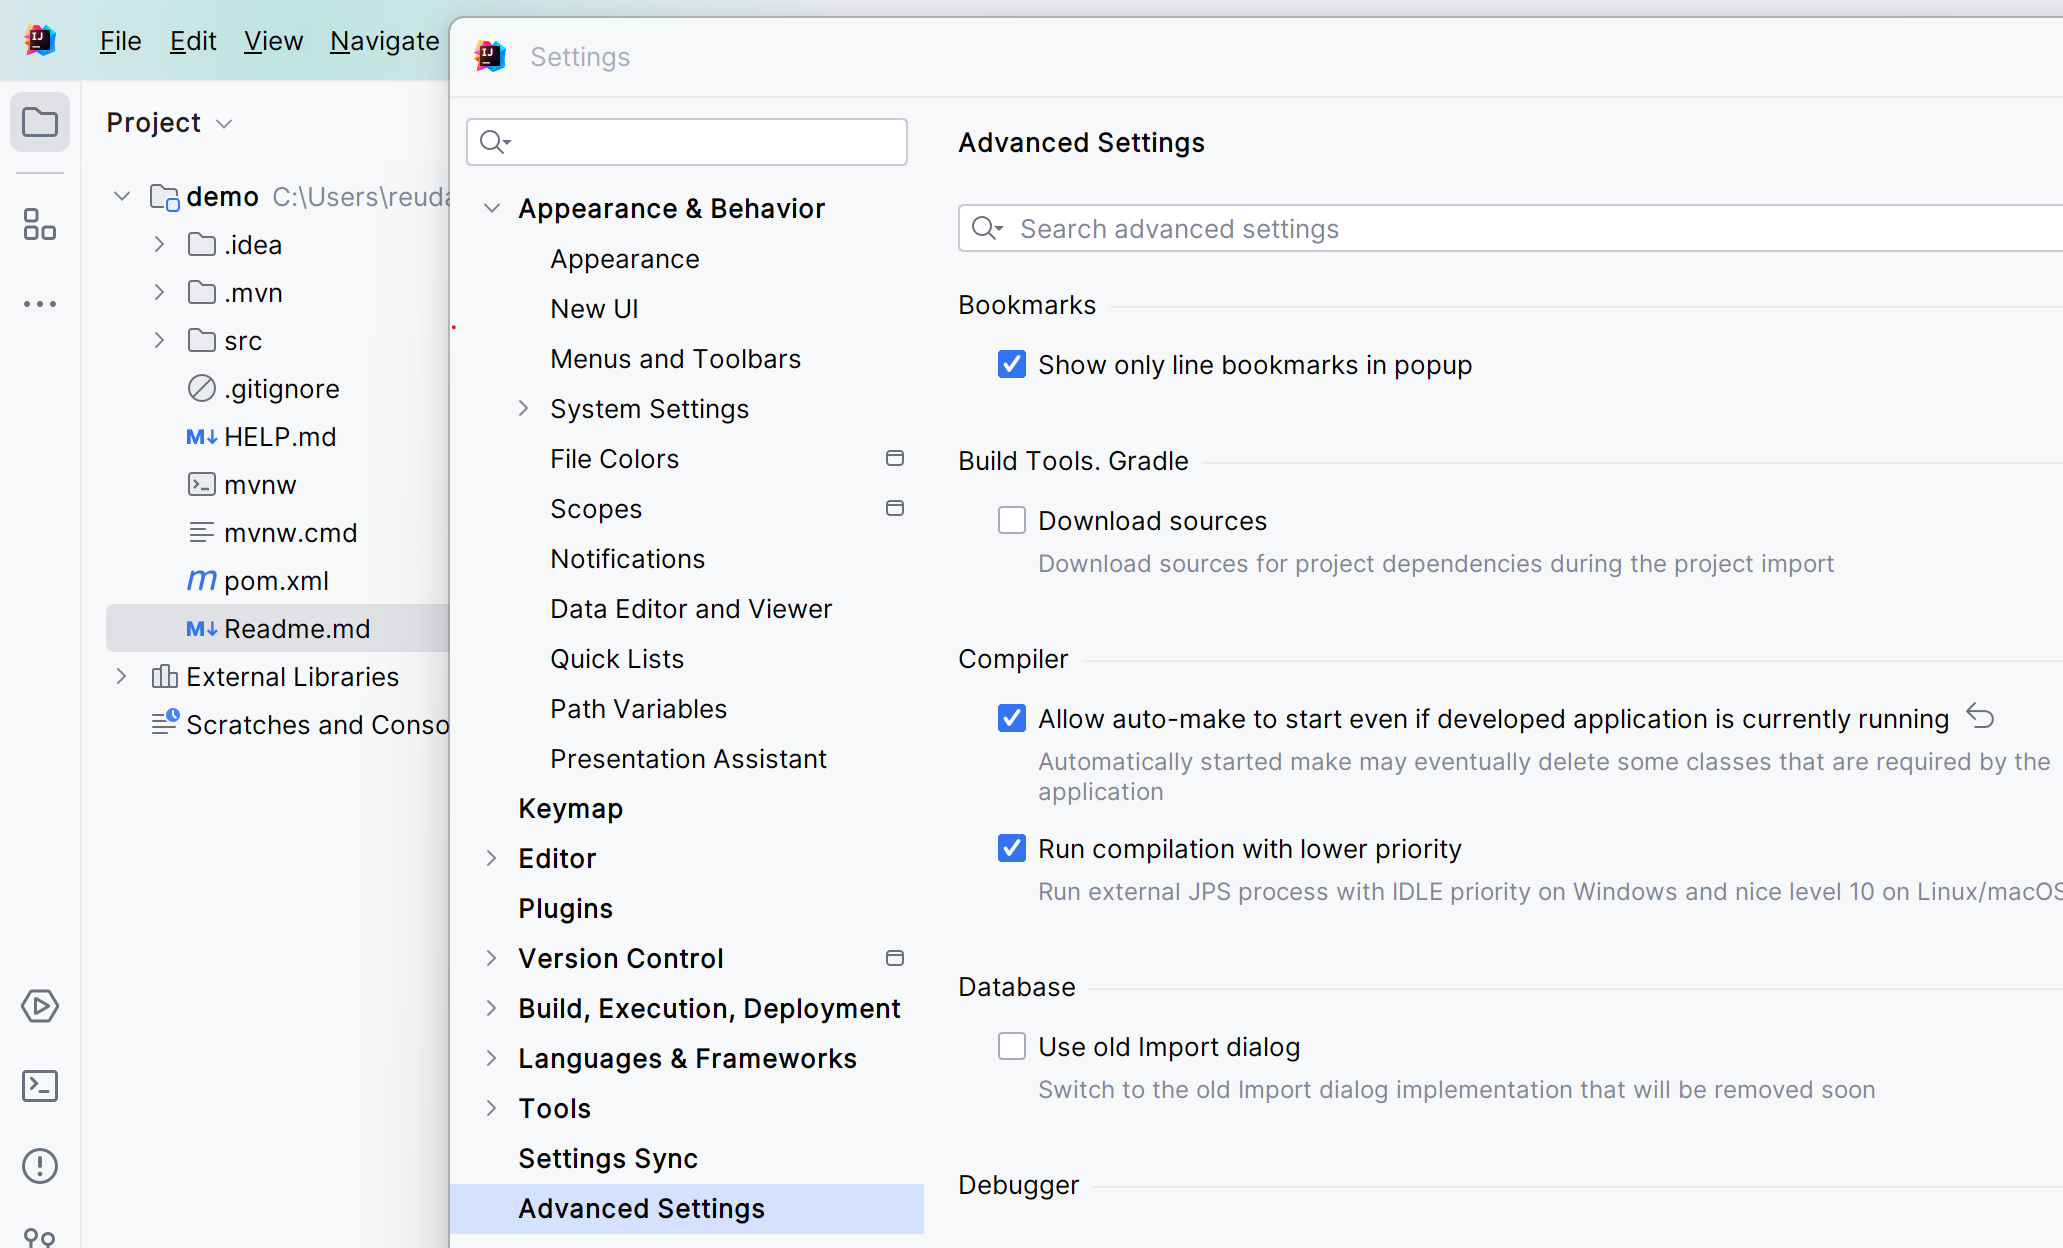 File Edit View Navigate
Settings
Project
demo C:\Users\reuda
.idea
.mvn
src
.gitignore
HELP.md
mvnw
mvnw.cmd
pom.xml
Readme.md
External Libraries
Scratches and Conso
Appearance & Behavior
Appearance
New UI
Menus and Toolbars
System Settings
File Colors
Scopes
Notifications
Data Editor and Viewer
Quick Lists
Path Variables
Presentation Assistant
Keymap
Editor
Plugins
Version Control
Build, Execution, Deployment
Languages & Frameworks
Tools
Settings Sync
Advanced Settings
Advanced Settings
Search advanced settings
Bookmarks
Show only line bookmarks in popup
Build Tools. Gradle
Download sources
Download sources for project dependencies during the project import
Compiler
Allow auto-make to start even if developed application is currently running
Automatically started make may eventually delete some classes that are required by the
application
Run compilation with lower priority
Run external JPS process with IDLE priority on Windows and nice level 10 on Linux/macOS
Database
Use old Import dialog
Switch to the old Import dialog implementation that will be removed soon
Debugger